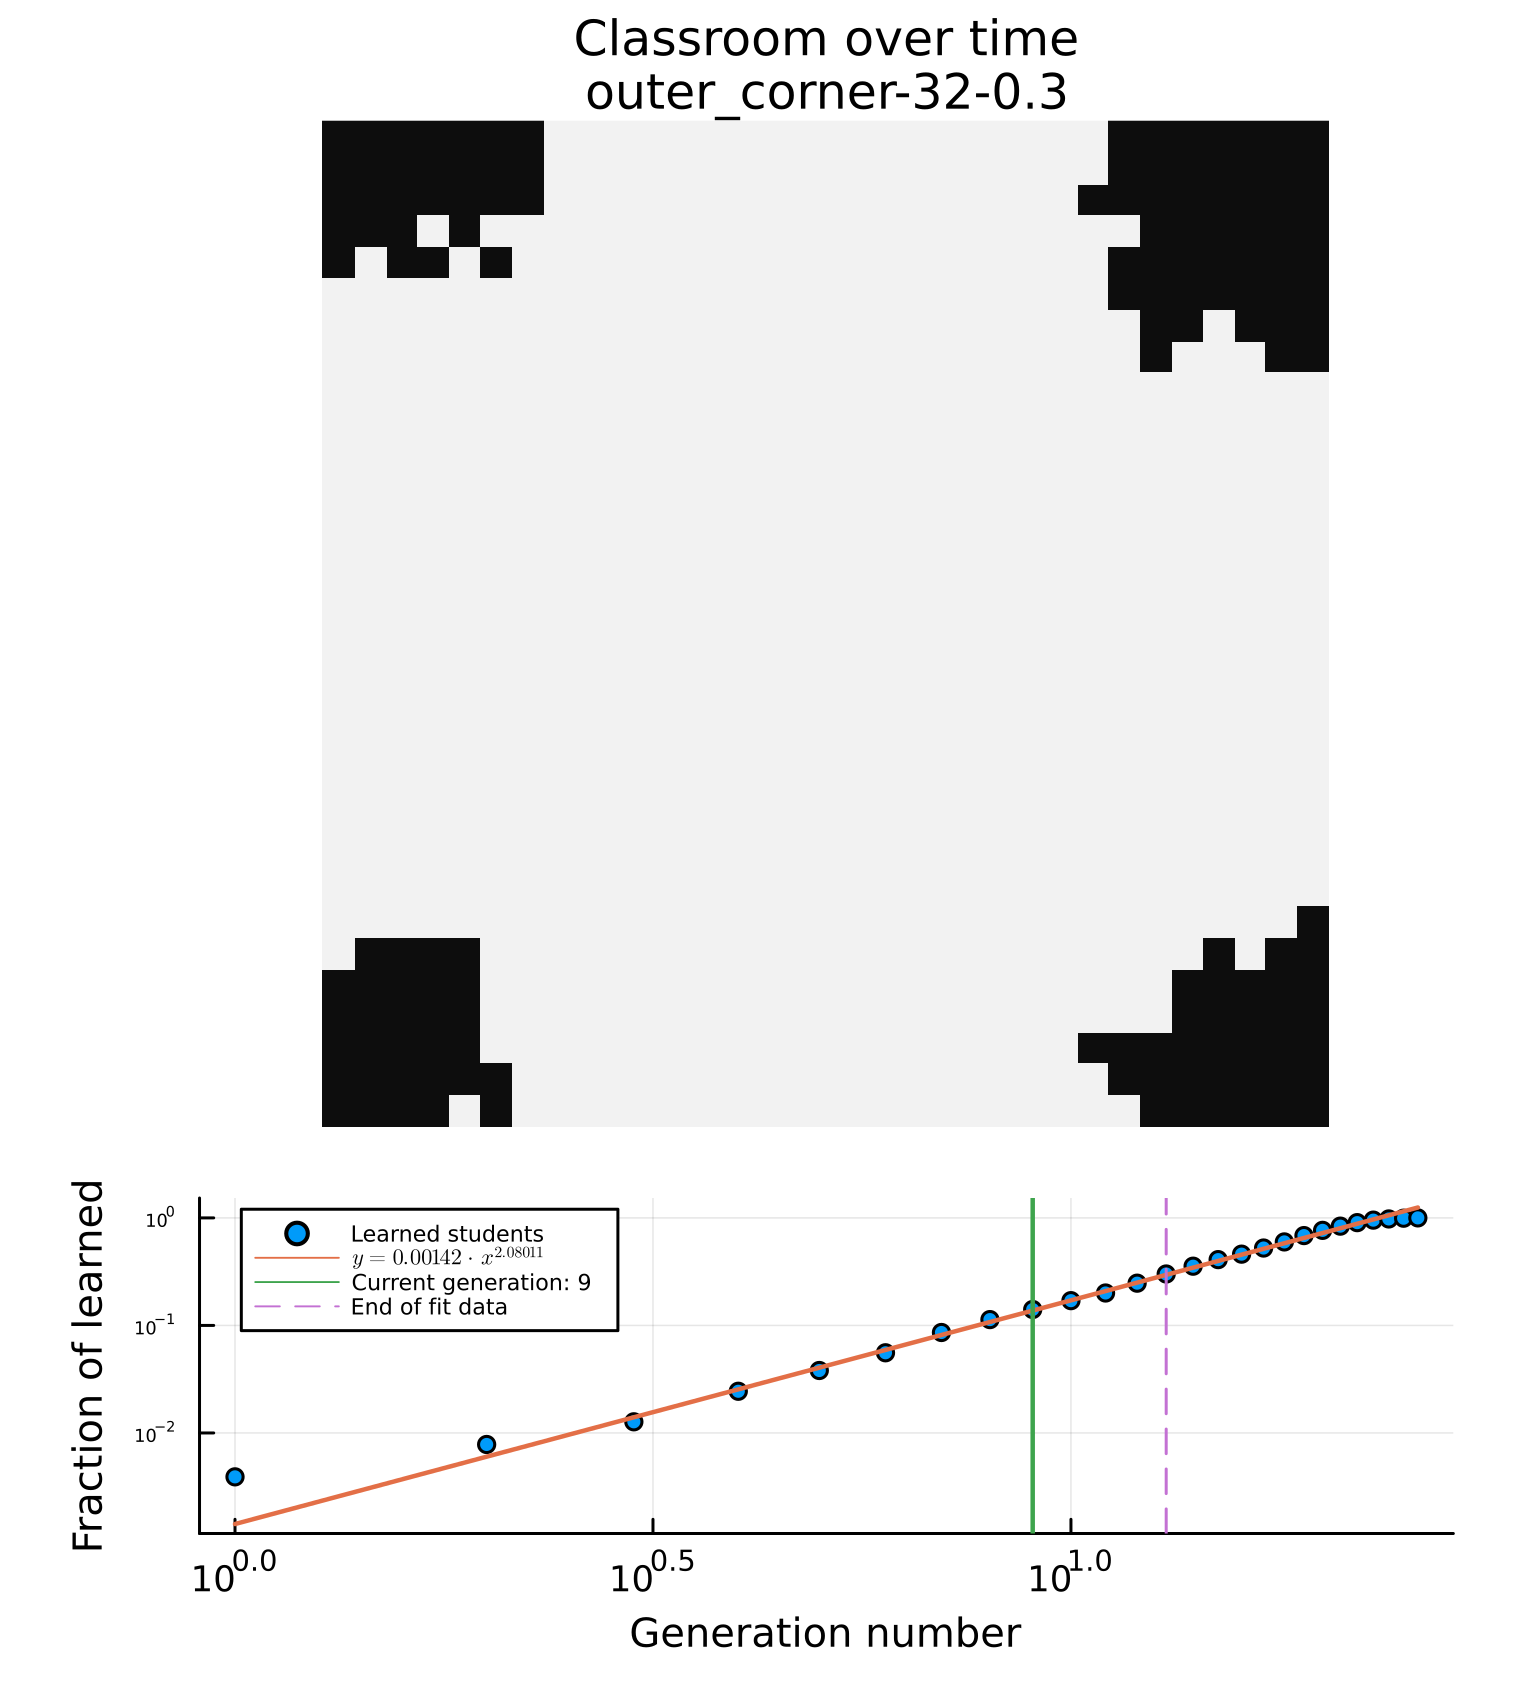 Classroom over time
outer_corner-32-0.3
10⁰
10⁻¹
10⁻²
Fraction of learned
Learned students
y = 0.00142 · x^2.08011
Current generation: 9
End of fit data
10^0.0 10^0.5 10^1.0
Generation number